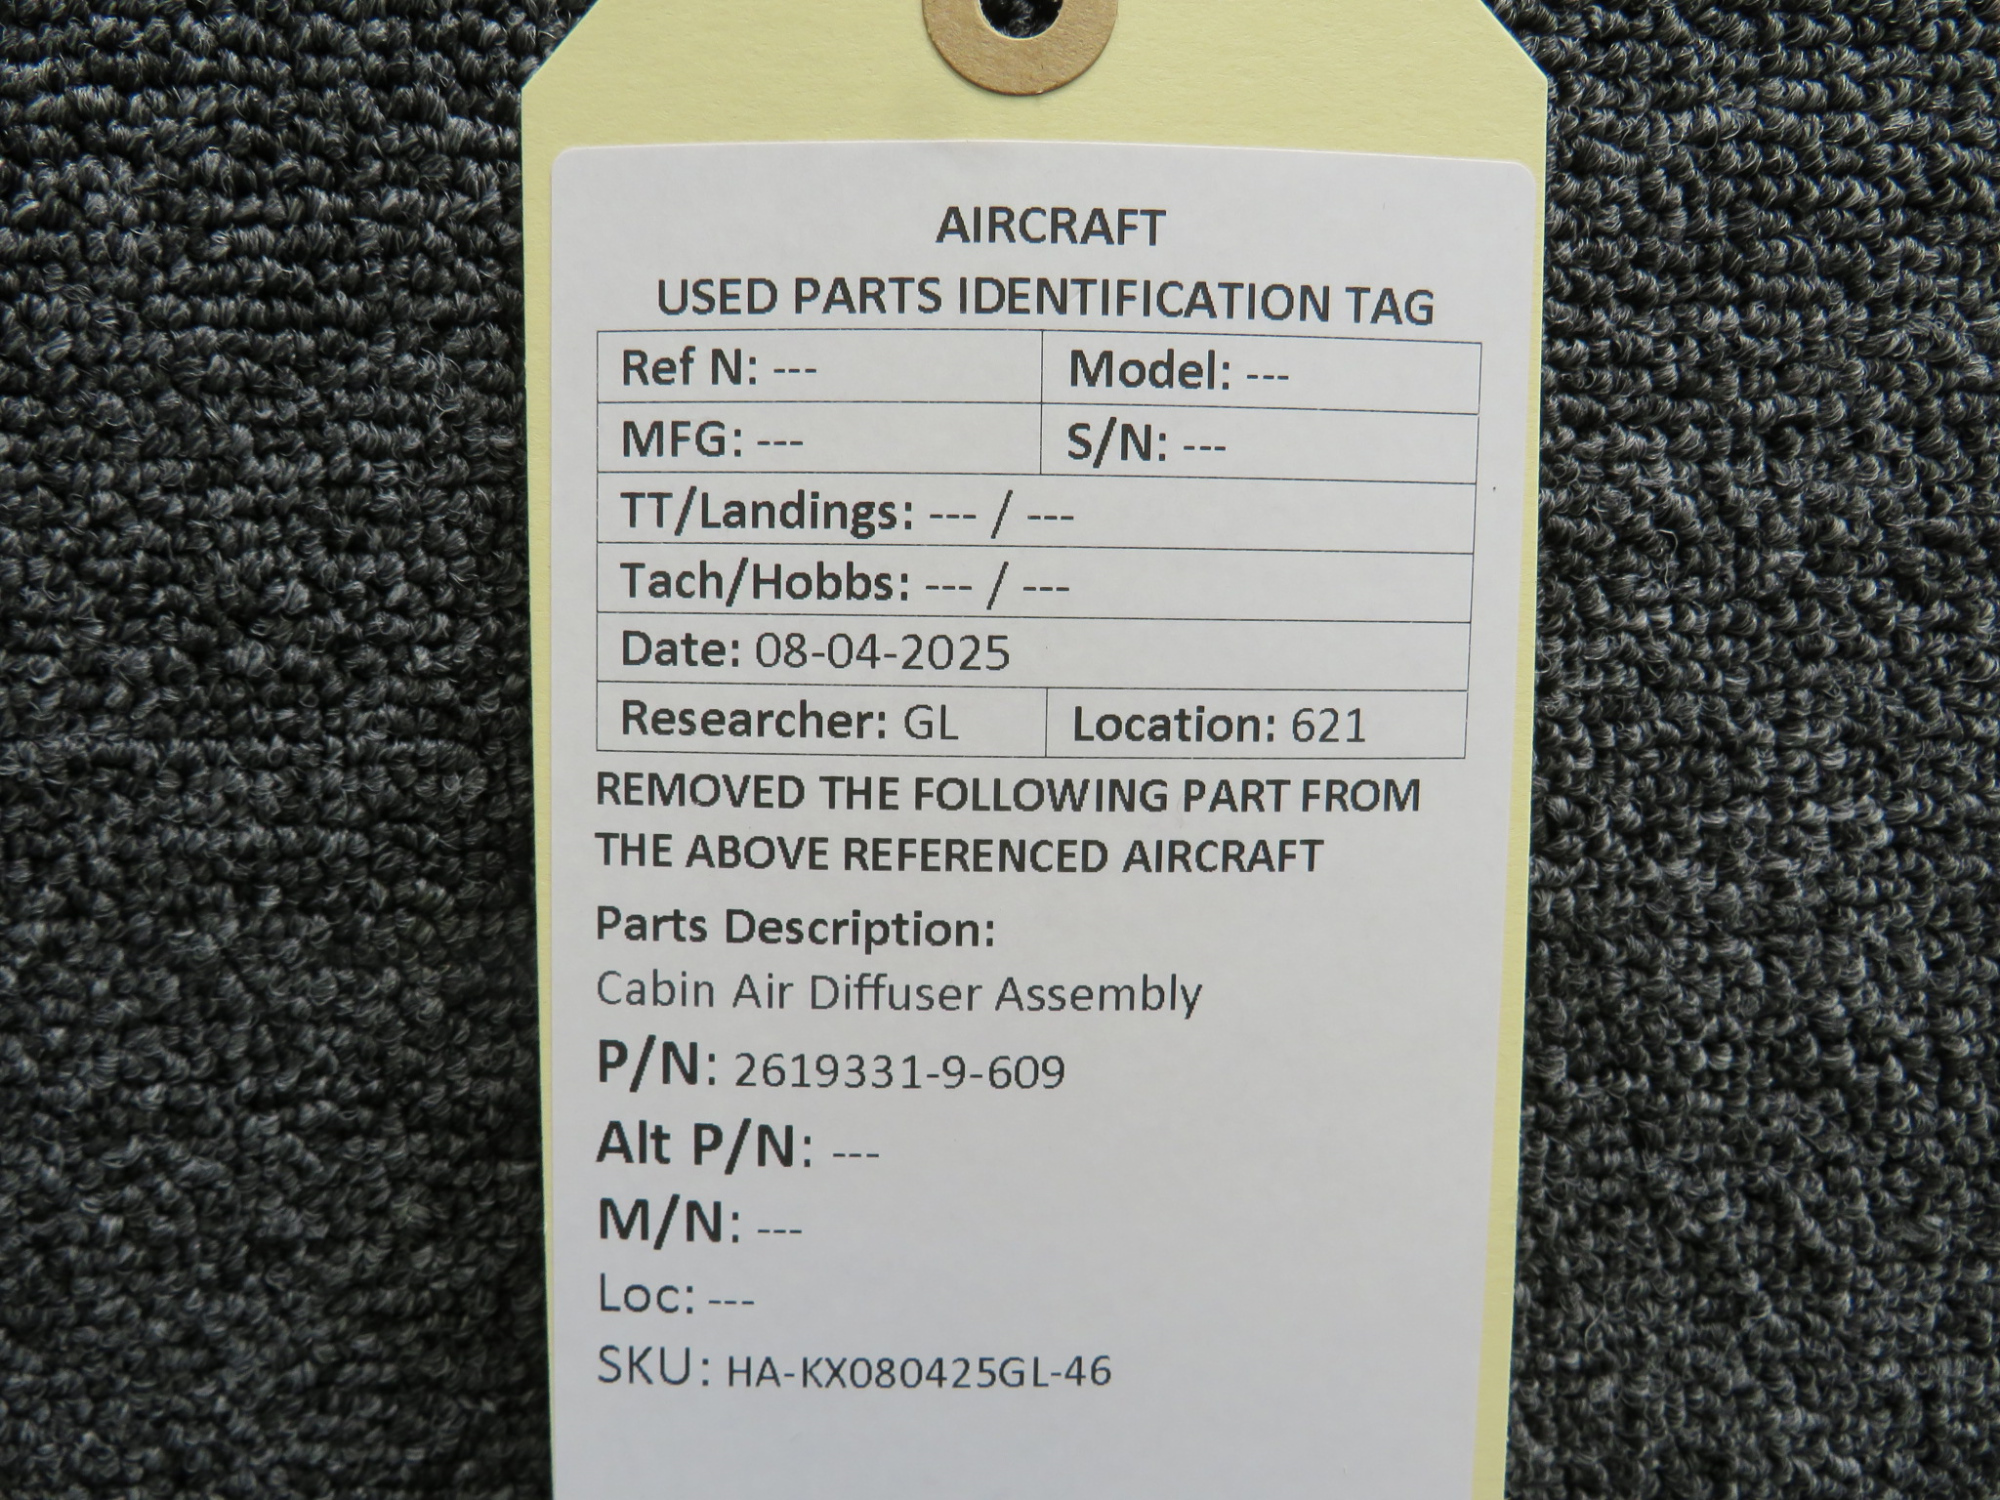 AIRCRAFT
USED PARTS IDENTIFICATION TAG
Ref N: --- Model: ---
MFG: --- S/N: ---
TT/Landings: --- / ---
Tach/Hobbs: --- / ---
Date: 08-04-2025
Researcher: GL Location: 621
REMOVED THE FOLLOWING PART FROM
THE ABOVE REFERENCED AIRCRAFT
Parts Description:
Cabin Air Diffuser Assembly
P/N: 2619331-9-609
Alt P/N: ---
M/N: ---
Loc: ---
SKU: HA-KX080425GL-46